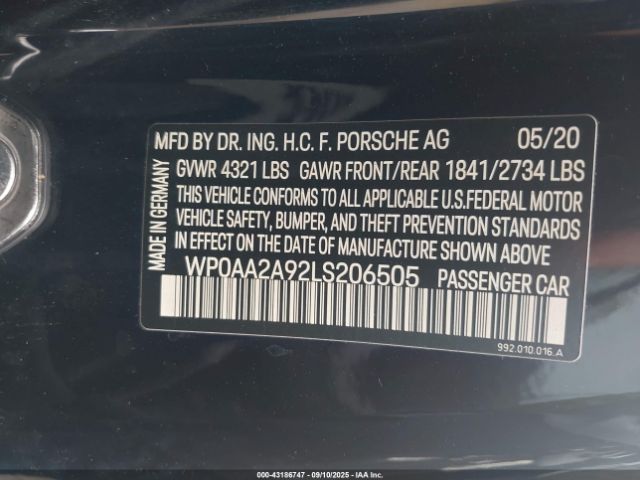 MFD BY DR. ING. H.C. F. PORSCHE AG 05/20
GVWR 4321 LBS GAWR FRONT/REAR 1841/2734 LBS
THIS VEHICLE CONFORMS TO ALL APPLICABLE U.S.FEDERAL MOTOR
VEHICLE SAFETY, BUMPER, AND THEFT PREVENTION STANDARDS
IN EFFECT ON THE DATE OF MANUFACTURE SHOWN ABOVE
WP0AA2A92LS206505 PASSENGER CAR
MADE IN GERMANY
992.010.016.A
000-43186747 - 09/10/2025 - IAA Inc.